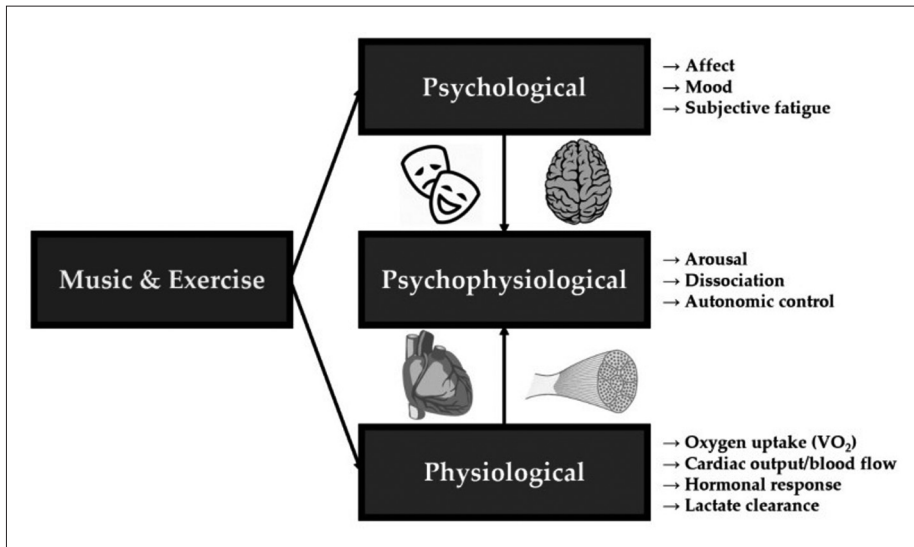 Psychological
→ Affect
→ Mood
→ Subjective fatigue
Music & Exercise
Psychophysiological
→ Arousal
→ Dissociation
→ Autonomic control
Physiological
→ Oxygen uptake (VO₂)
→ Cardiac output/blood flow
→ Hormonal response
→ Lactate clearance